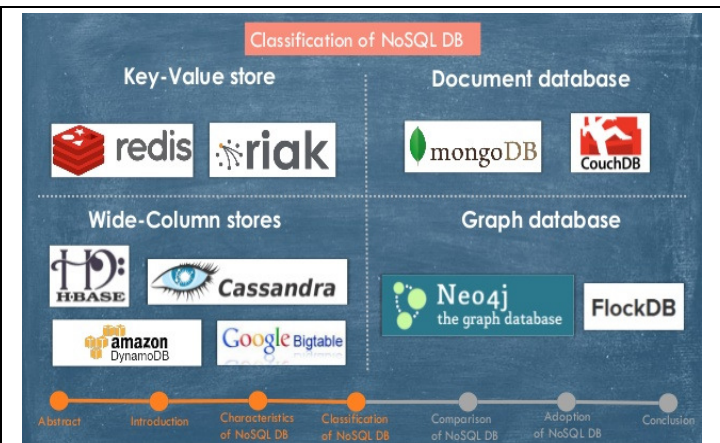 Classification of NoSQL DB
Key-Value store
Document database
redis
riak
mongoDB
CouchDB
Wide-Column stores
Graph database
H·BASE
Cassandra
Neo4j
the graph database
FlockDB
amazon
DynamoDB
Google Bigtable
Abstract
Introduction
Characteristics
of NoSQL DB
Classification
of NoSQL DB
Comparison
of NoSQL DB
Adoption
of NoSQL DB
Conclusion